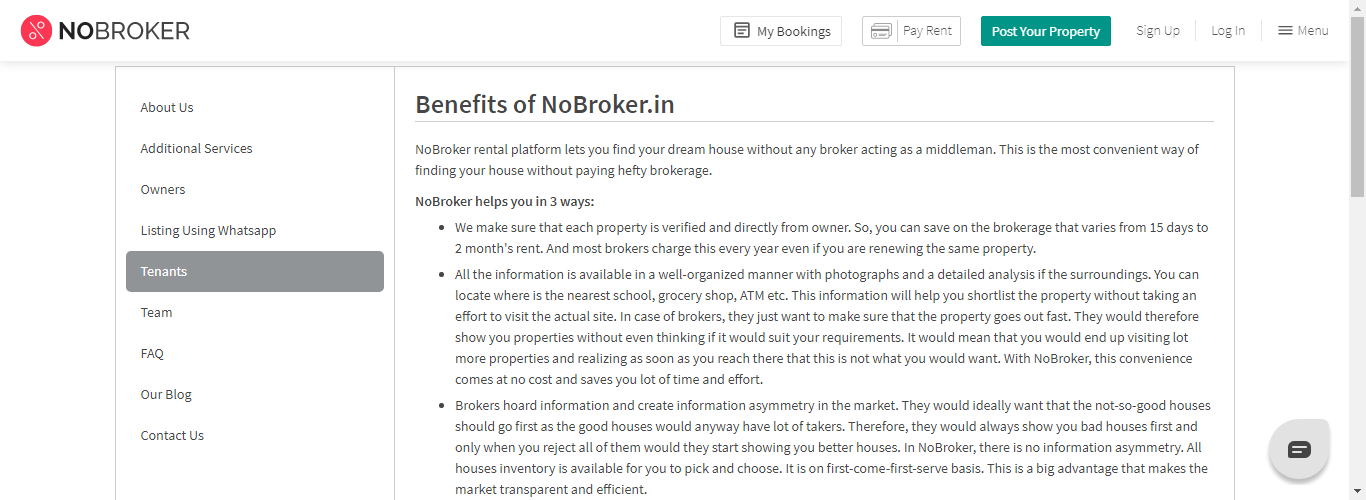 NOBROKER
My Bookings
Pay Rent
Post Your Property
Sign Up
Log In
Menu
About Us
Additional Services
Owners
Listing Using Whatsapp
Tenants
Team
FAQ
Our Blog
Contact Us
Benefits of NoBroker.in
NoBroker rental platform lets you find your dream house without any broker acting as a middleman. This is the most convenient way of
finding your house without paying hefty brokerage.
NoBroker helps you in 3 ways:
We make sure that each property is verified and directly from owner. So, you can save on the brokerage that varies from 15 days to
2 month's rent. And most brokers charge this every year even if you are renewing the same property.
All the information is available in a well-organized manner with photographs and a detailed analysis if the surroundings. You can
locate where is the nearest school, grocery shop, ATM etc. This information will help you shortlist the property without taking an
effort to visit the actual site. In case of brokers, they just want to make sure that the property goes out fast. They would therefore
show you properties without even thinking if it would suit your requirements. It would mean that you would end up visiting lot
more properties and realizing as soon as you reach there that this is not what you would want. With NoBroker, this convenience
comes at no cost and saves you lot of time and effort.
Brokers hoard information and create information asymmetry in the market. They would ideally want that the not-so-good houses
should go first as the good houses would anyway have lot of takers. Therefore, they would always show you bad houses first and
only when you reject all of them would they start showing you better houses. In NoBroker, there is no information asymmetry. All
houses inventory is available for you to pick and choose. It is on first-come-first-serve basis. This is a big advantage that makes the
market transparent and efficient.